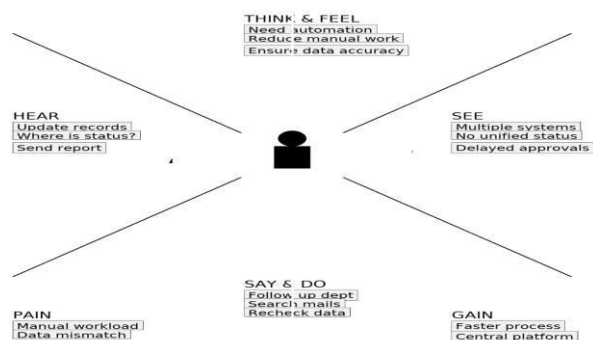 THINK & FEEL
Need automation
Reduce manual work
Ensure data accuracy
HEAR
Update records
Where is status?
Send report
SEE
Multiple systems
No unified status
Delayed approvals
SAY & DO
Follow up dept
Search mails
Recheck data
PAIN
Manual workload
Data mismatch
GAIN
Faster process
Central platform